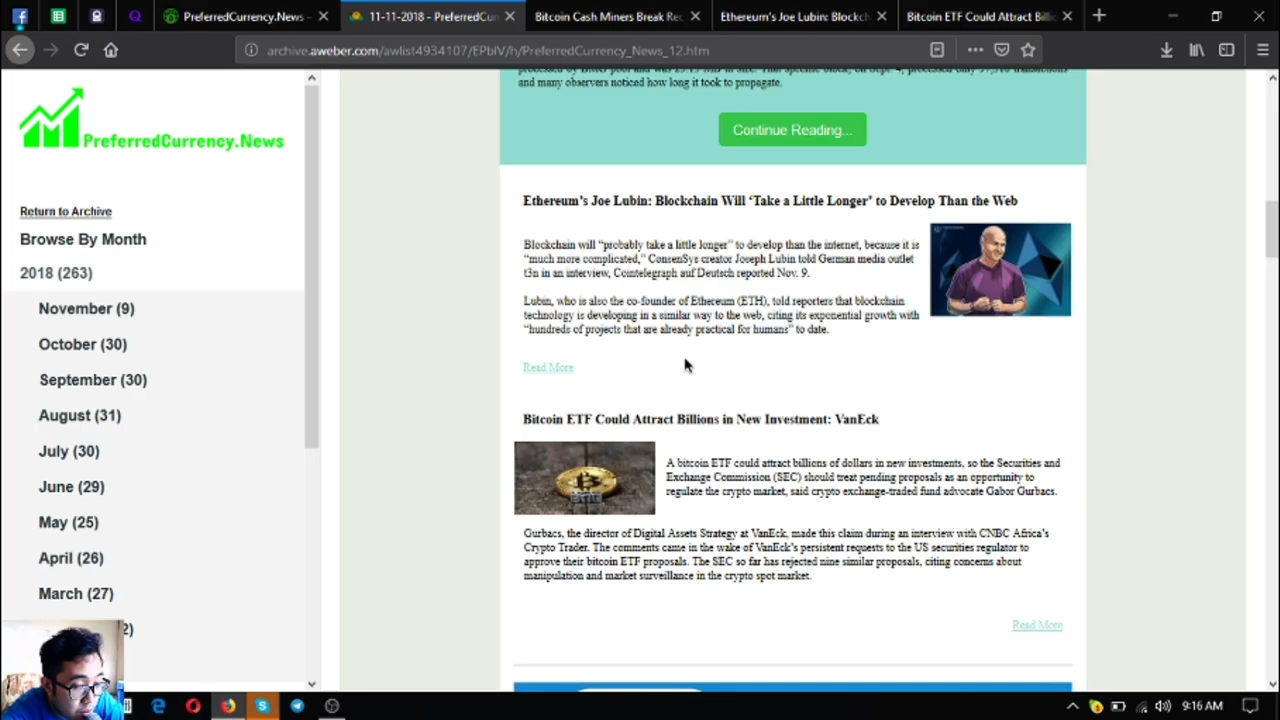 PreferredCurrency.News –
11-11-2018 - PreferredCur
Bitcoin Cash Miners Break Rec
Ethereum's Joe Lubin: Blockch
Bitcoin ETF Could Attract Bill
archive.aweber.com/awlist4934107/EPbIV/h/PreferredCurrency_News_12.htm
PreferredCurrency.News
Return to Archive
Browse By Month
2018 (263)
November (9)
October (30)
September (30)
August (31)
July (30)
June (29)
May (25)
April (26)
March (27)
2)
and many observers noticed how long it took to propagate.
Continue Reading...
Ethereum's Joe Lubin: Blockchain Will 'Take a Little Longer' to Develop Than the Web
Blockchain will "probably take a little longer" to develop than the internet, because it is
"much more complicated," ConsenSys creator Joseph Lubin told German media outlet
t3n in an interview, Cointelegraph auf Deutsch reported Nov. 9.
Lubin, who is also the co-founder of Ethereum (ETH), told reporters that blockchain
technology is developing in a similar way to the web, citing its exponential growth with
"hundreds of projects that are already practical for humans" to date.
Read More
Bitcoin ETF Could Attract Billions in New Investment: VanEck
A bitcoin ETF could attract billions of dollars in new investments, so the Securities and
Exchange Commission (SEC) should treat pending proposals as an opportunity to
regulate the crypto market, said crypto exchange-traded fund advocate Gabor Gurbacs.
Gurbacs, the director of Digital Assets Strategy at VanEck, made this claim during an interview with CNBC Africa's
Crypto Trader. The comments came in the wake of VanEck's persistent requests to the US securities regulator to
approve their bitcoin ETF proposals. The SEC so far has rejected nine similar proposals, citing concerns about
manipulation and market surveillance in the crypto spot market.
Read More
9:16 AM